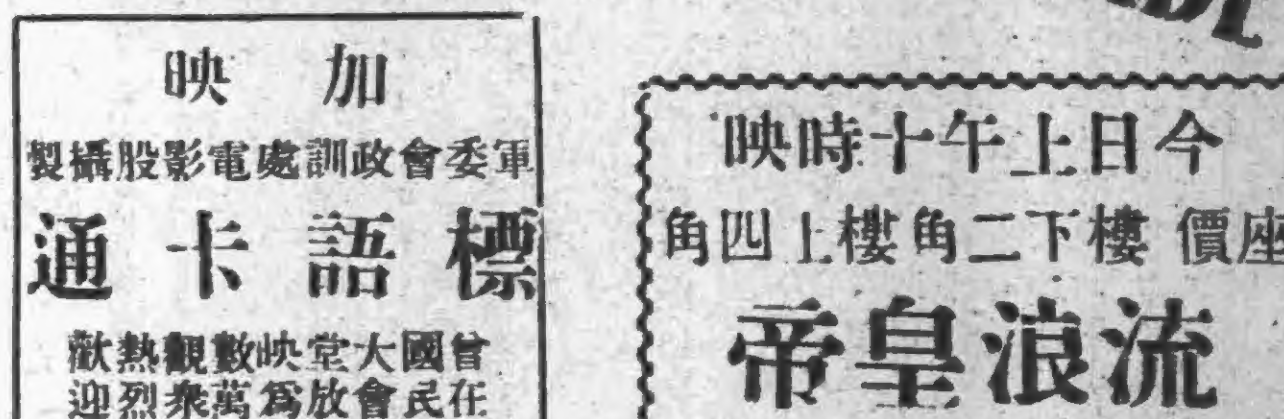 今日上午十時映
座價 樓下二角樓上四角
流浪皇帝
加映
軍委會政訓處電影股攝製
標語卡通
曾在國民大會堂放映爲數萬觀衆熱烈歡迎